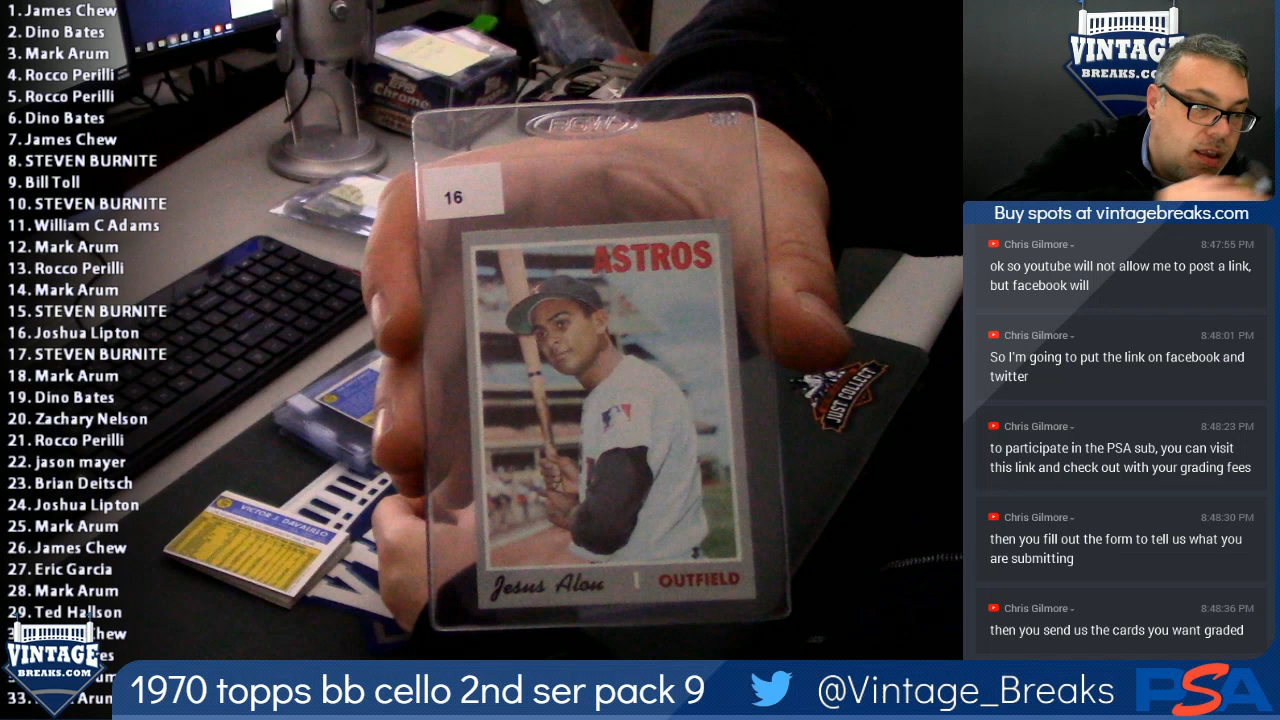 1. James Chew
2. Dino Bates
3. Mark Arum
4. Rocco Perilli
5. Rocco Perilli
6. Dino Bates
7. James Chew
8. STEVEN BURNITE
9. Bill Toll
10. STEVEN BURNITE
11. William C Adams
12. Mark Arum
13. Rocco Perilli
14. Mark Arum
15. STEVEN BURNITE
16. Joshua Lipton
17. STEVEN BURNITE
18. Mark Arum
19. Dino Bates
20. Zachary Nelson
21. Rocco Perilli
22. jason mayer
23. Brian Deitsch
24. Joshua Lipton
25. Mark Arum
26. James Chew
27. Eric Garcia
28. Mark Arum
29. Ted Hallson
33.
VINTAGE
BREAKS.COM
Topps
Chrome
16
ASTROS
Jesus Alou
OUTFIELD
VICTOR J. DAVALILLO
JUST COLLECT
VINTAGE
BREAKS.CO
Buy spots at vintagebreaks.com
Chris Gilmore
8:47:55 PM
ok so youtube will not allow me to post a link,
but facebook will
Chris Gilmore
8:48:01 PM
So I'm going to put the link on facebook and
twitter
Chris Gilmore
8:48:23 PM
to participate in the PSA sub, you can visit
this link and check out with your grading fees
Chris Gilmore
8:48:30 PM
then you fill out the form to tell us what you
are submitting
Chris Gilmore
8:48:36 PM
then you send us the cards you want graded
1970 topps bb cello 2nd ser pack 9
@Vintage_Breaks
PSA